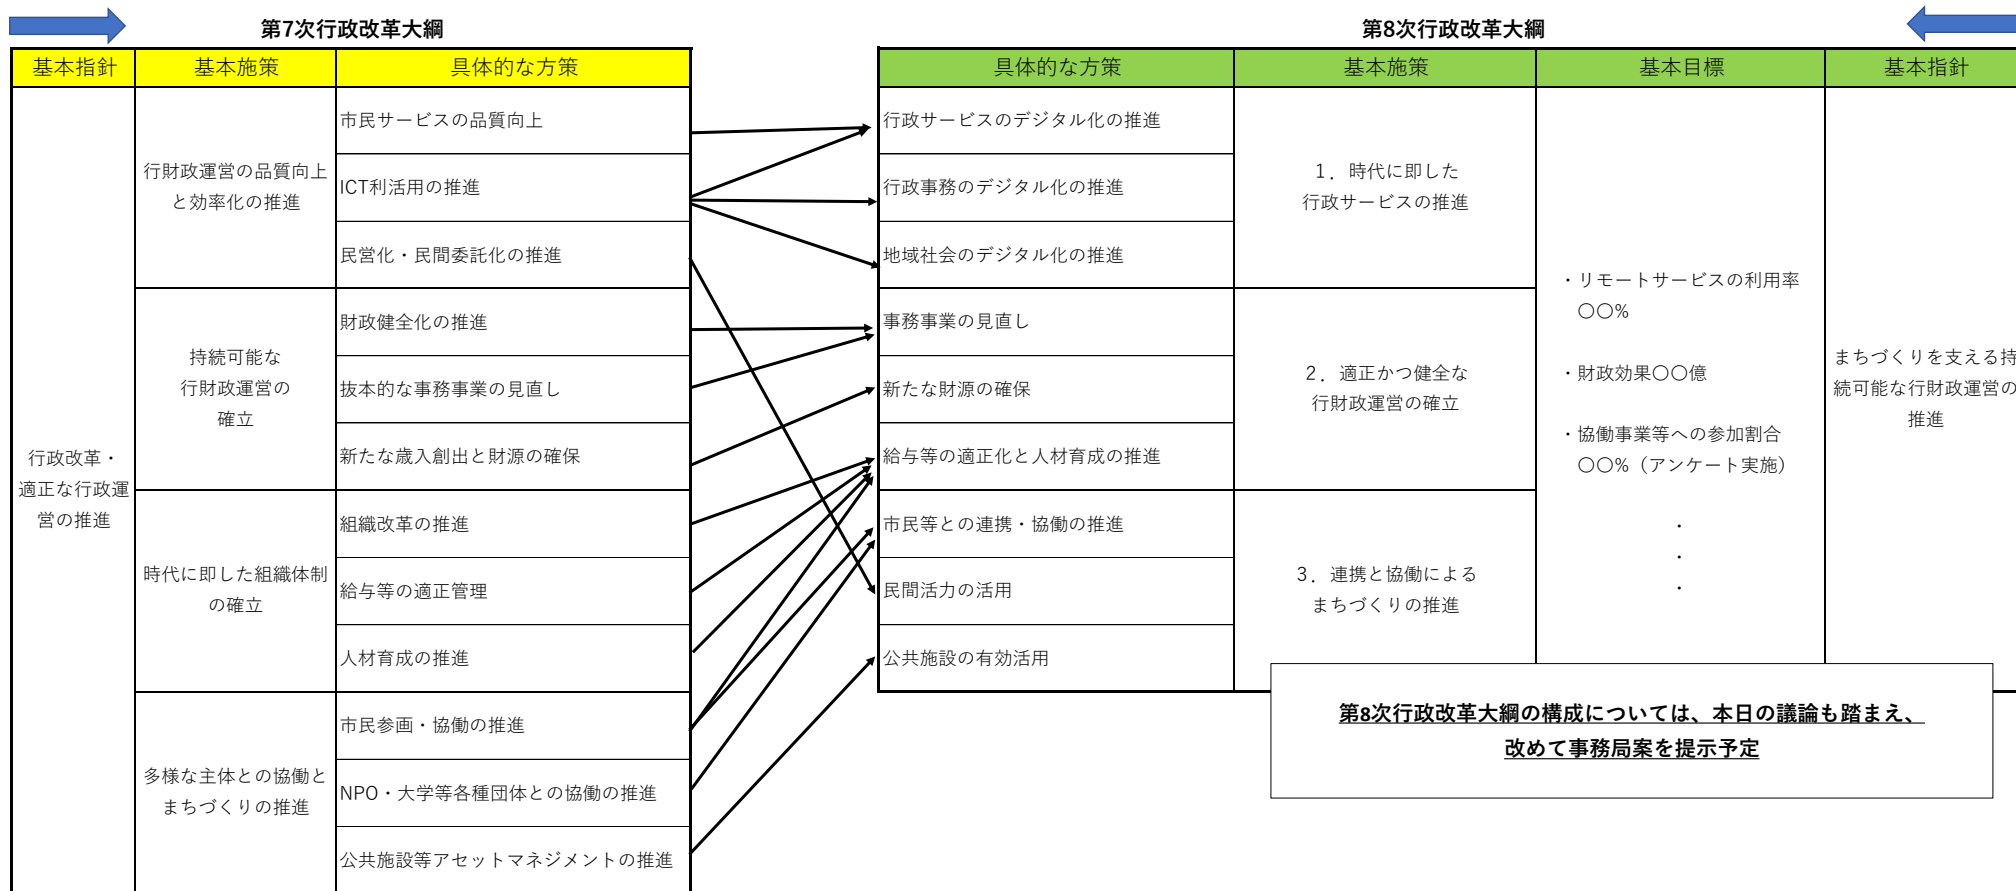 第7次行政改革大綱
基本指針
基本施策
具体的な方策
行政改革・
適正な行政運
営の推進
行財政運営の品質向上
と効率化の推進
市民サービスの品質向上
ICT利活用の推進
民営化・民間委託化の推進
持続可能な
行財政運営の
確立
財政健全化の推進
抜本的な事務事業の見直し
新たな歳入創出と財源の確保
時代に即した組織体制
の確立
組織改革の推進
給与等の適正管理
人材育成の推進
多様な主体との協働と
まちづくりの推進
市民参画・協働の推進
NPO・大学等各種団体との協働の推進
公共施設等アセットマネジメントの推進
第8次行政改革大綱
具体的な方策
基本施策
基本目標
基本指針
行政サービスのデジタル化の推進
行政事務のデジタル化の推進
地域社会のデジタル化の推進
1．時代に即した
行政サービスの推進
事務事業の見直し
新たな財源の確保
給与等の適正化と人材育成の推進
2．適正かつ健全な
行財政運営の確立
市民等との連携・協働の推進
民間活力の活用
公共施設の有効活用
3．連携と協働による
まちづくりの推進
・リモートサービスの利用率
〇〇%
・財政効果〇〇億
・協働事業等への参加割合
〇〇%（アンケート実施）
・
・
・
まちづくりを支える持
続可能な行財政運営の
推進
第8次行政改革大綱の構成については、本日の議論も踏まえ、
改めて事務局案を提示予定